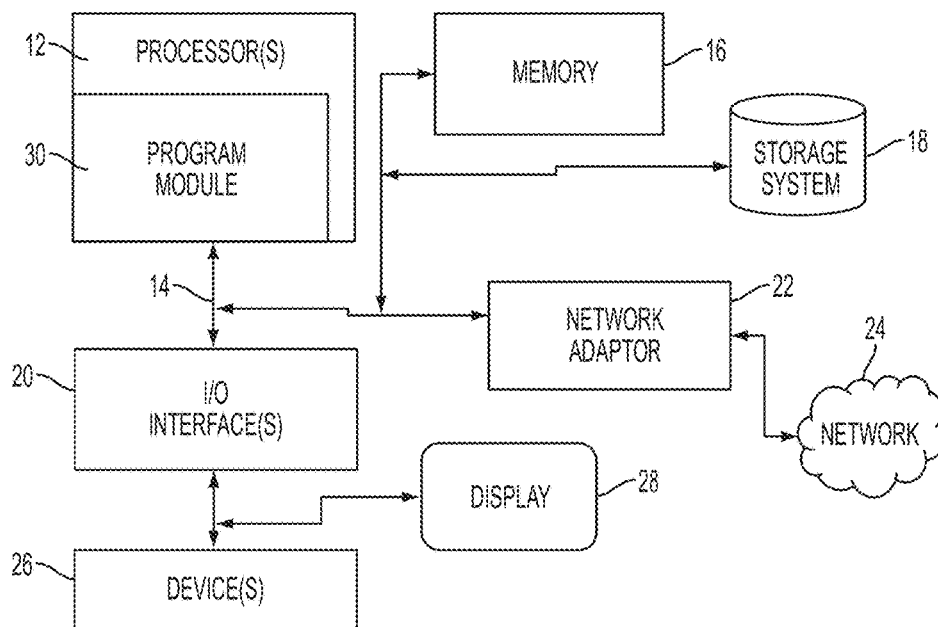 12
PROCESSOR(S)
MEMORY
16
30
PROGRAM
MODULE
STORAGE
SYSTEM
18
14
22
NETWORK
ADAPTOR
24
20
I/O
INTERFACE(S)
NETWORK
DISPLAY
28
26
DEVICE(S)